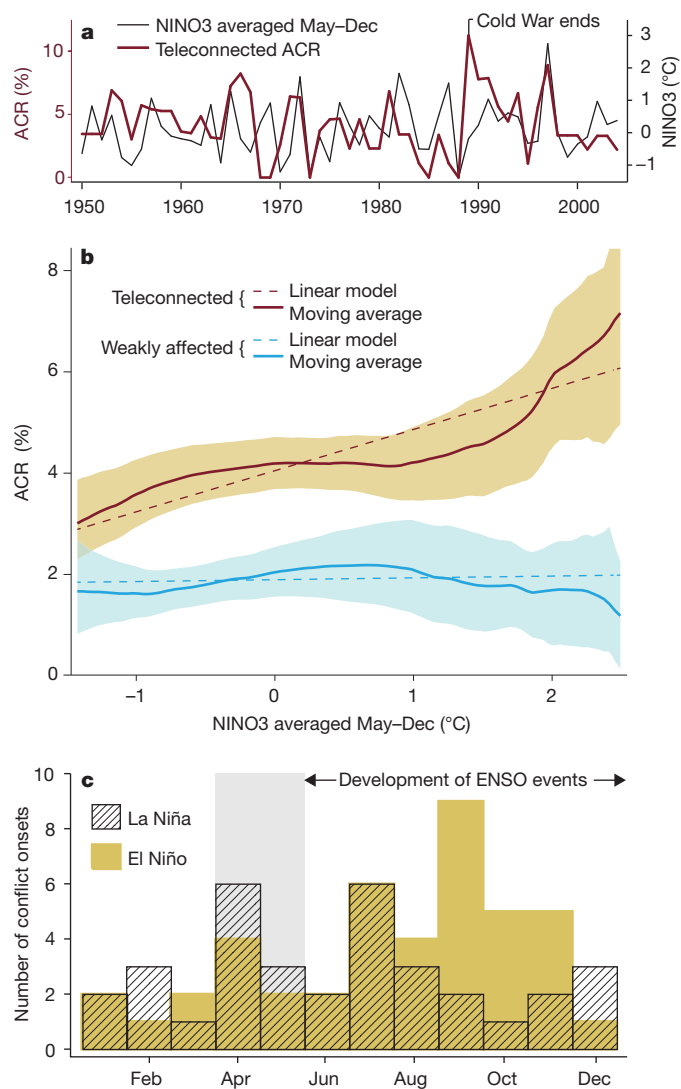 a
NINO3 averaged May–Dec
Teleconnected ACR
Cold War ends
ACR (%)
10
5
0
NINO3 (°C)
3
2
1
0
–1
1950 1960 1970 1980 1990 2000
b
Teleconnected {
Linear model
Moving average
Weakly affected {
Linear model
Moving average
ACR (%)
8
6
4
2
0
–1 0 1 2
NINO3 averaged May–Dec (°C)
c
Development of ENSO events
La Niña
El Niño
Number of conflict onsets
10
8
6
4
2
0
Feb Apr Jun Aug Oct Dec